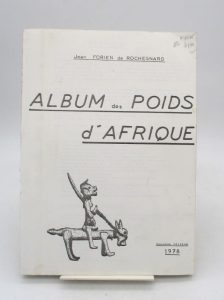 Jean FORIEN de ROCHESNARD
ALBUM des POIDS
d'AFRIQUE
1976